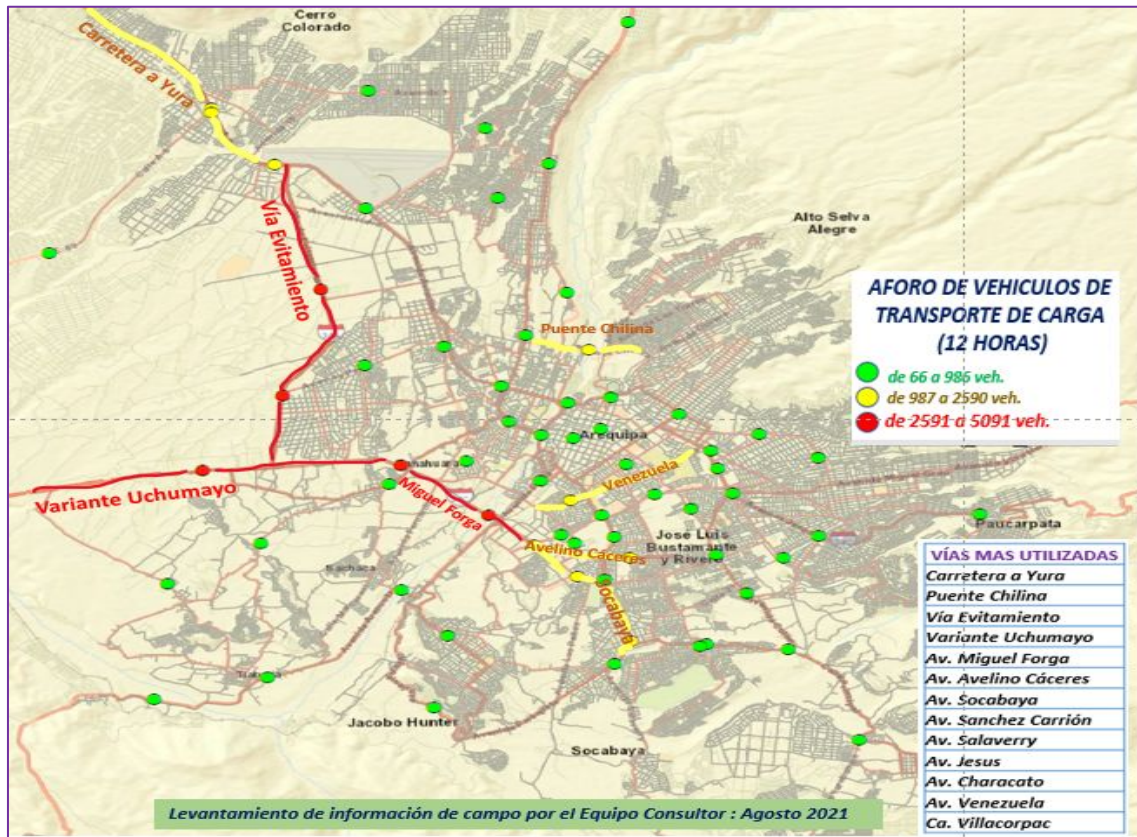 Cerro
Colorado
Carretera a Yura
Vía Evitamiento
Alto Selva
Alegre
AFORO DE VEHICULOS DE
TRANSPORTE DE CARGA
(12 HORAS)
de 66 a 986 veh.
de 987 a 2590 veh.
de 2591 a 5091 veh.
Puente Chilina
Arequipa
Venezuela
Variante Uchumayo
Miguel Forga
Paucarpata
José Luis
Bustamante
y Rivero
Avelino Cáceres
Sachaca
Socabaya
Jacobo Hunter
Socabaya
VÍAS MAS UTILIZADAS
Carretera a Yura
Puente Chilina
Vía Evitamiento
Variante Uchumayo
Av. Miguel Forga
Av. Avelino Cáceres
Av. Socabaya
Av. Sanchez Carrión
Av. Salaverry
Av. Jesus
Av. Characato
Av. Venezuela
Ca. Villacorpac
Levantamiento de información de campo por el Equipo Consultor : Agosto 2021